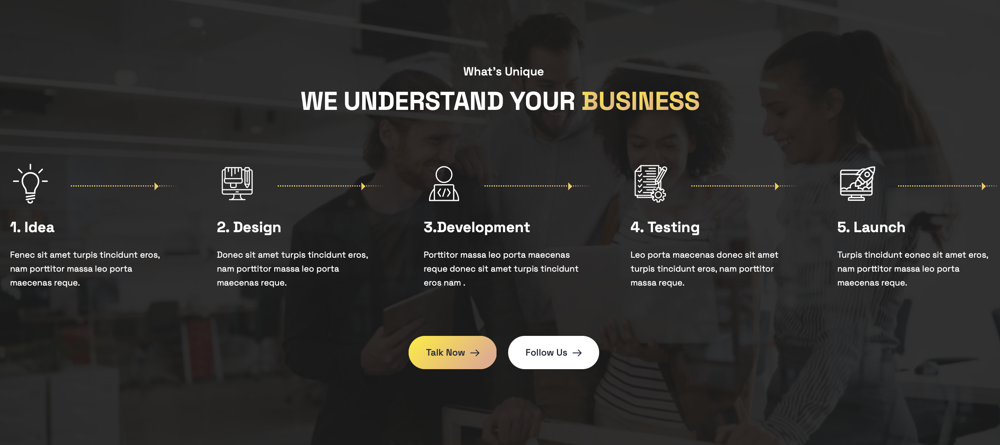 What's Unique
WE UNDERSTAND YOUR BUSINESS
1. Idea
Fenec sit amet turpis tincidunt eros,
nam porttitor massa leo porta
maecenas reque.
2. Design
Donec sit amet turpis tincidunt eros,
nam porttitor massa leo porta
maecenas reque.
3.Development
Porttitor massa leo porta maecenas
reque donec sit amet turpis tincidunt
eros nam .
4. Testing
Leo porta maecenas donec sit amet
turpis tincidunt eros, nam porttitor
massa reque.
5. Launch
Turpis tincidunt eonec sit amet eros,
nam porttitor massa leo porta
maecenas reque.
Talk Now →
Follow Us →